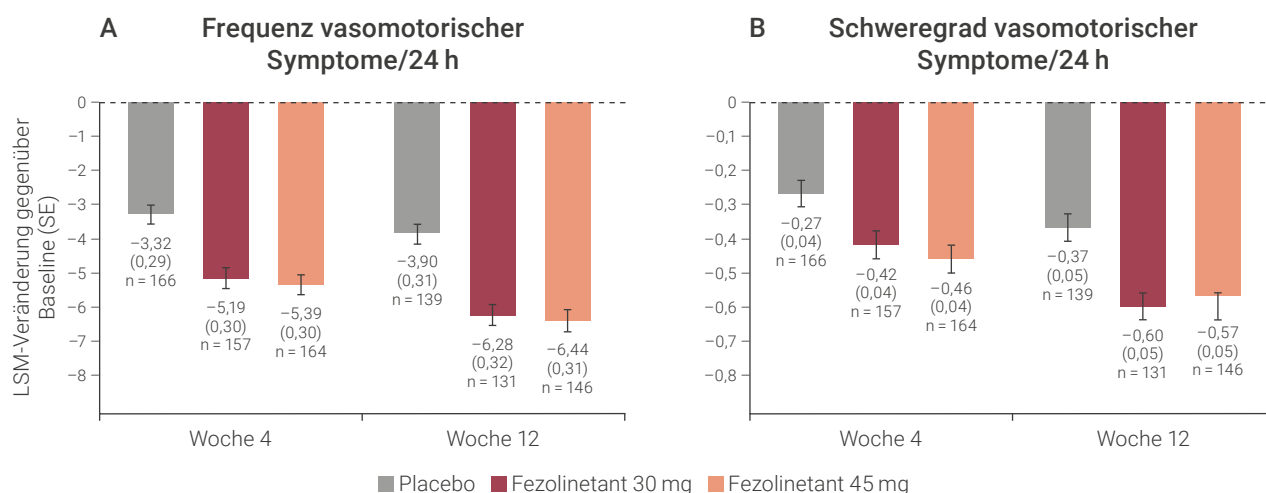 A
Frequenz vasomotorischer
Symptome/24 h
LSM-Veränderung gegenüber
Baseline (SE)
0
−1
−2
−3
−4
−5
−6
−7
−8
−3,32
(0,29)
n = 166
−5,19
(0,30)
n = 157
−5,39
(0,30)
n = 164
−3,90
(0,31)
n = 139
−6,28
(0,32)
n = 131
−6,44
(0,31)
n = 146
Woche 4
Woche 12
B
Schweregrad vasomotorischer
Symptome/24 h
0
−0,1
−0,2
−0,3
−0,4
−0,5
−0,6
−0,7
−0,8
−0,27
(0,04)
n = 166
−0,42
(0,04)
n = 157
−0,46
(0,04)
n = 164
−0,37
(0,05)
n = 139
−0,60
(0,05)
n = 131
−0,57
(0,05)
n = 146
Woche 4
Woche 12
Placebo Fezolinetant 30 mg Fezolinetant 45 mg